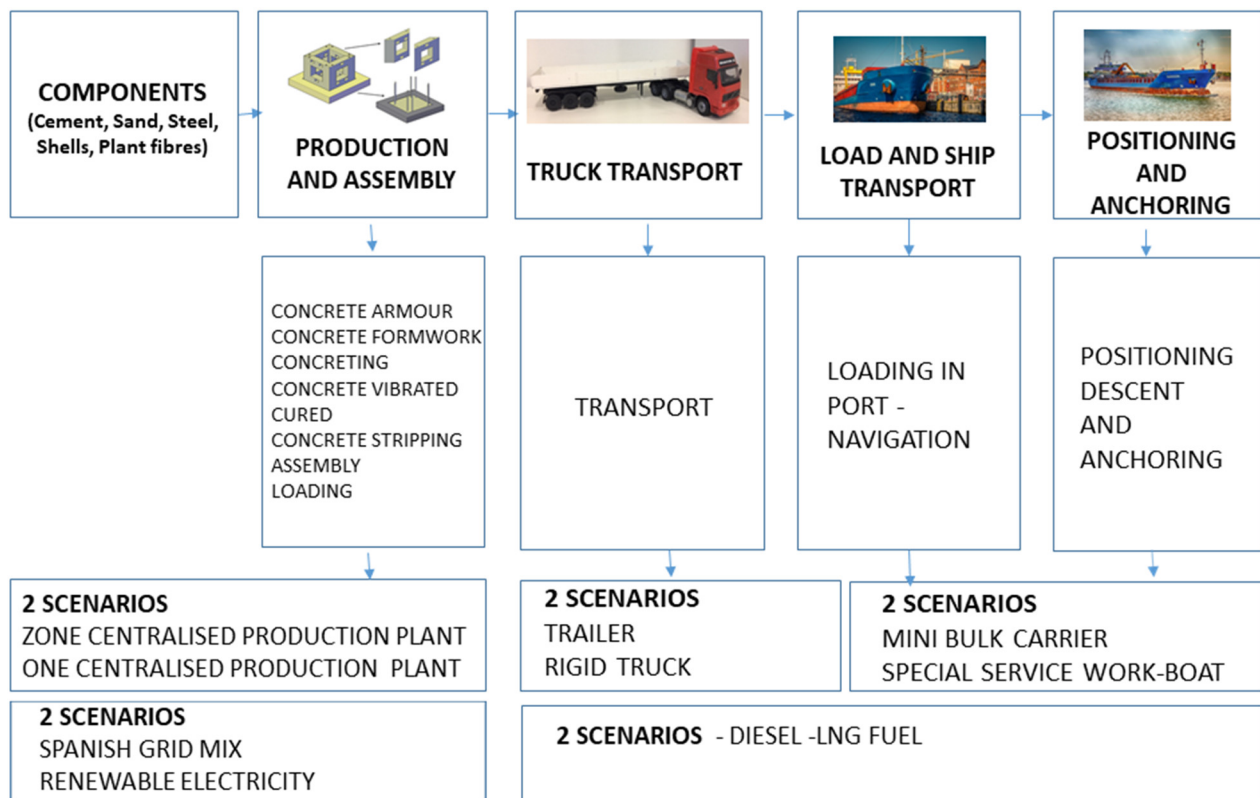 COMPONENTS
(Cement, Sand, Steel,
Shells, Plant fibres)
PRODUCTION
AND ASSEMBLY
TRUCK TRANSPORT
LOAD AND SHIP
TRANSPORT
POSITIONING
AND
ANCHORING
CONCRETE ARMOUR
CONCRETE FORMWORK
CONCRETING
CONCRETE VIBRATED
CURED
CONCRETE STRIPPING
ASSEMBLY
LOADING
TRANSPORT
LOADING IN
PORT -
NAVIGATION
POSITIONING
DESCENT
AND
ANCHORING
2 SCENARIOS
ZONE CENTRALISED PRODUCTION PLANT
ONE CENTRALISED PRODUCTION PLANT
2 SCENARIOS
TRAILER
RIGID TRUCK
2 SCENARIOS
MINI BULK CARRIER
SPECIAL SERVICE WORK-BOAT
2 SCENARIOS
SPANISH GRID MIX
RENEWABLE ELECTRICITY
2 SCENARIOS - DIESEL -LNG FUEL